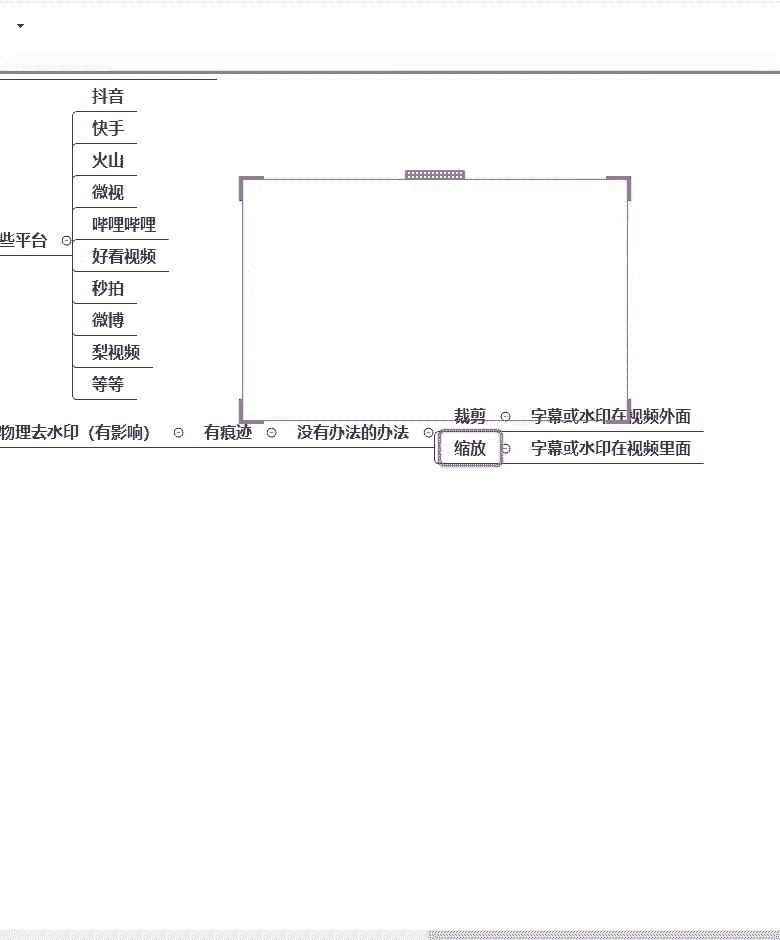 抖音
快手
火山
微视
哔哩哔哩
些平台
好看视频
秒拍
微博
梨视频
等等
裁剪 字幕或水印在视频外面
物理去水印（有影响） 有痕迹 没有办法的办法
缩放 字幕或水印在视频里面